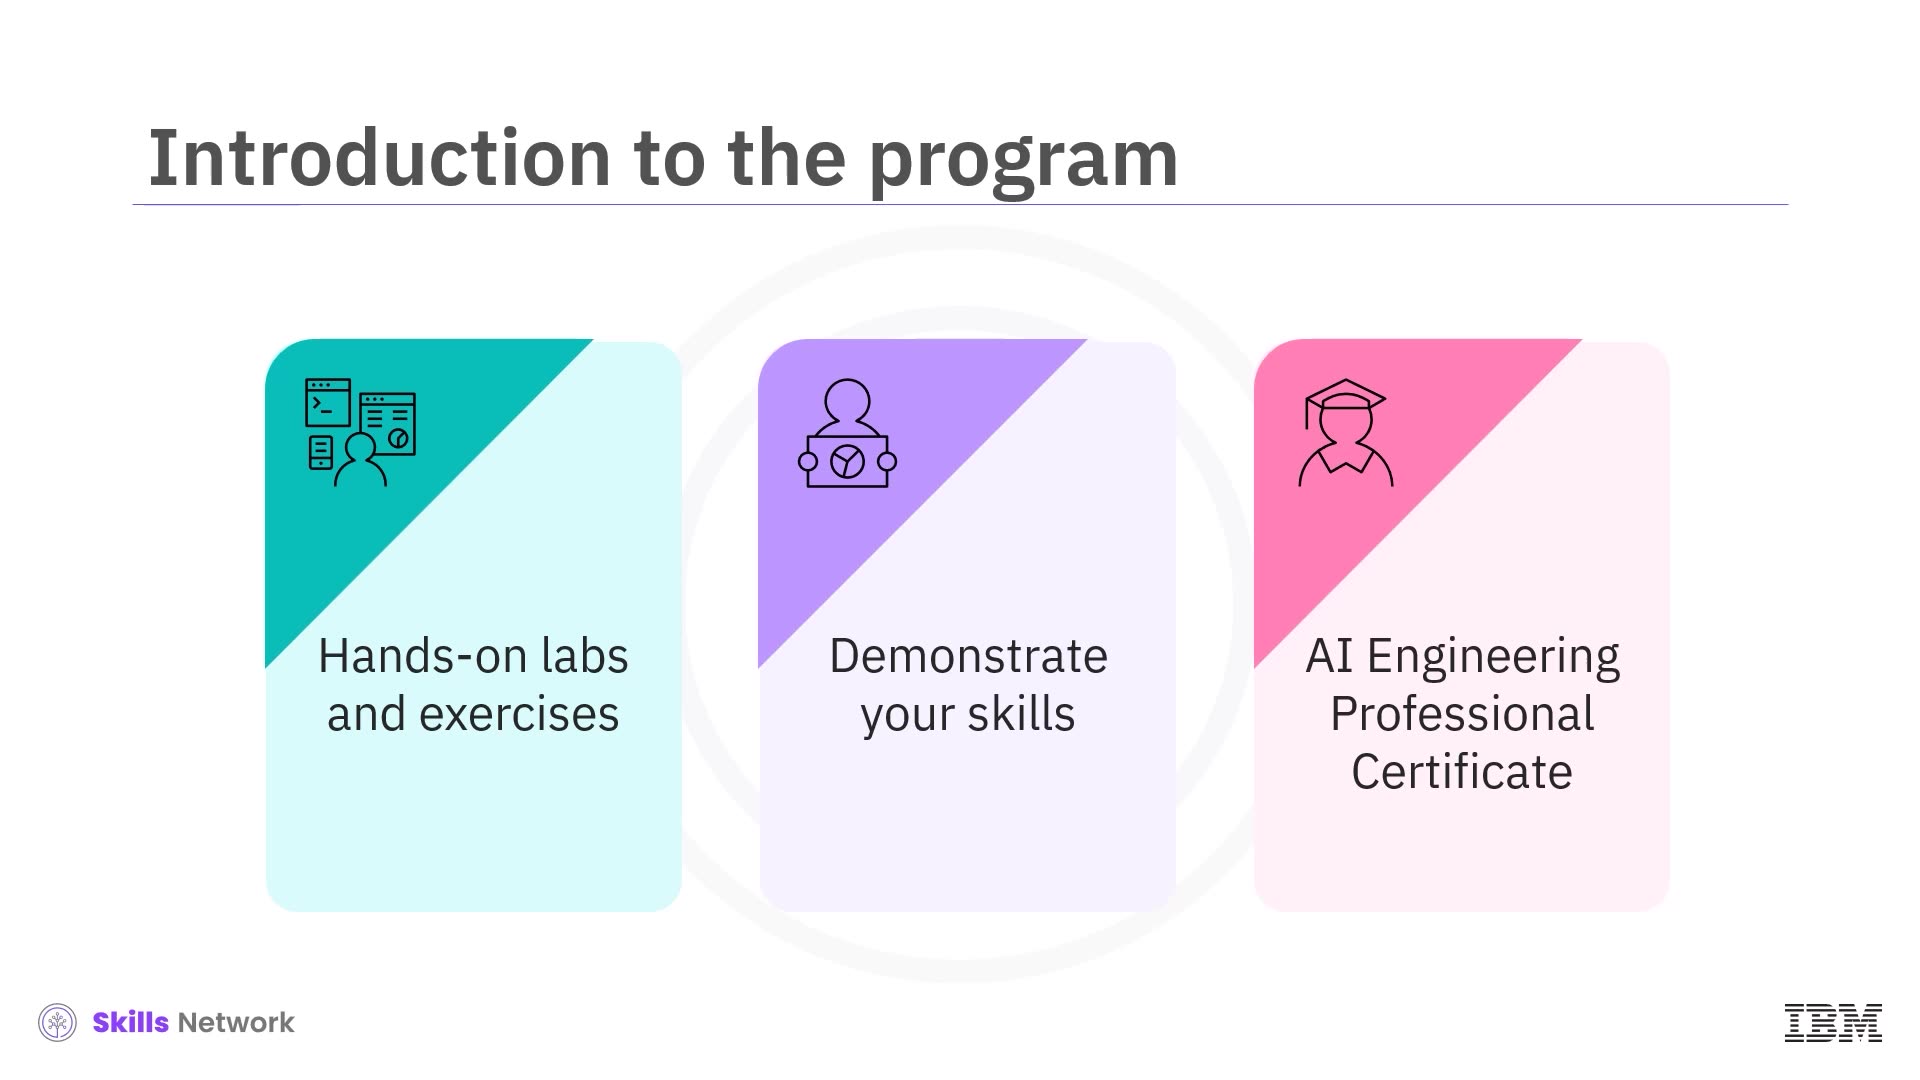 Introduction to the program
Hands-on labs
and exercises
Demonstrate
your skills
AI Engineering
Professional
Certificate
Skills Network
IBM